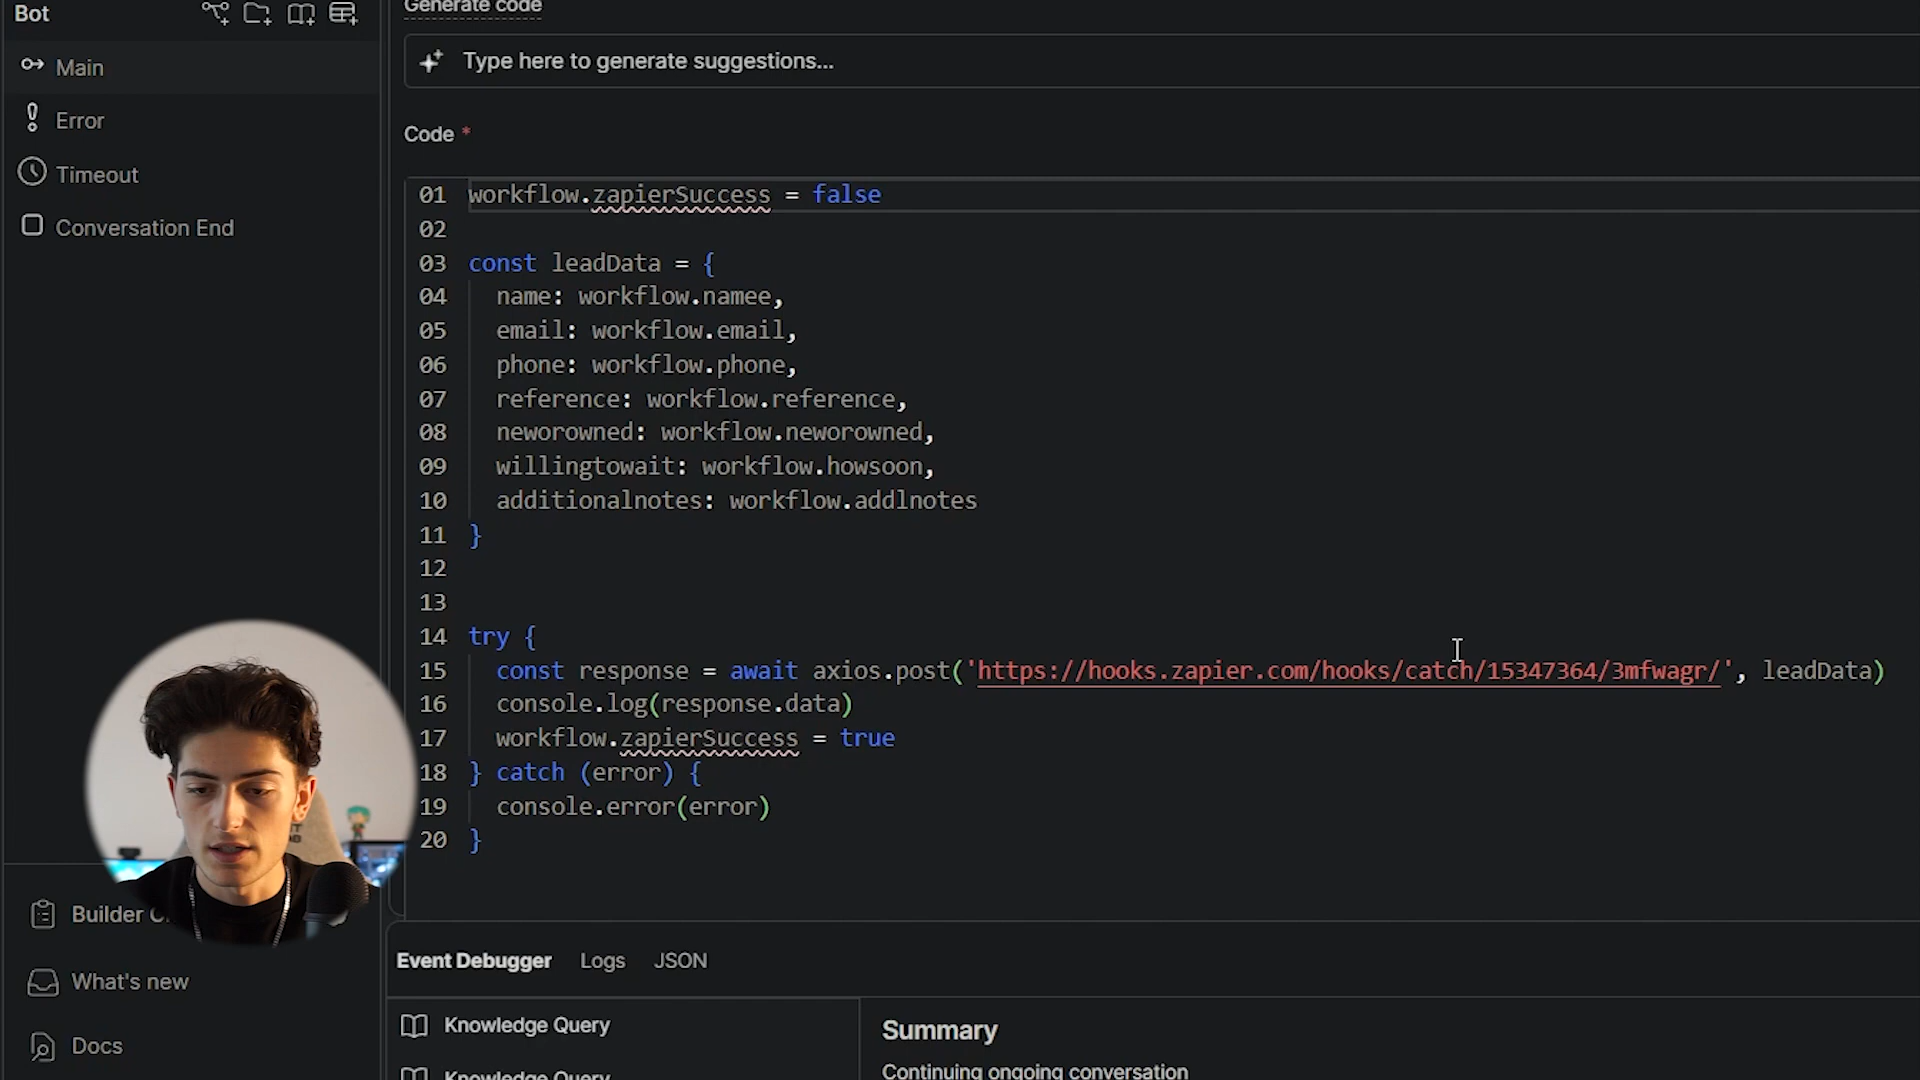 Bot
Main
Error
Timeout
Conversation End
Generate code
Type here to generate suggestions...
Code *
01 workflow.zapierSuccess = false
02
03 const leadData = {
04 name: workflow.namee,
05 email: workflow.email,
06 phone: workflow.phone,
07 reference: workflow.reference,
08 neworowned: workflow.neworowned,
09 willingtowait: workflow.howsoon,
10 additionalnotes: workflow.addlnotes
11 }
12
13
14 try {
15 const response = await axios.post('https://hooks.zapier.com/hooks/catch/15347364/3mfwagr/', leadData)
16 console.log(response.data)
17 workflow.zapierSuccess = true
18 } catch (error) {
19 console.error(error)
20 }
Builder
What's new
Docs
Event Debugger Logs JSON
Knowledge Query
Knowledge Query
Summary
Continuing ongoing conversation